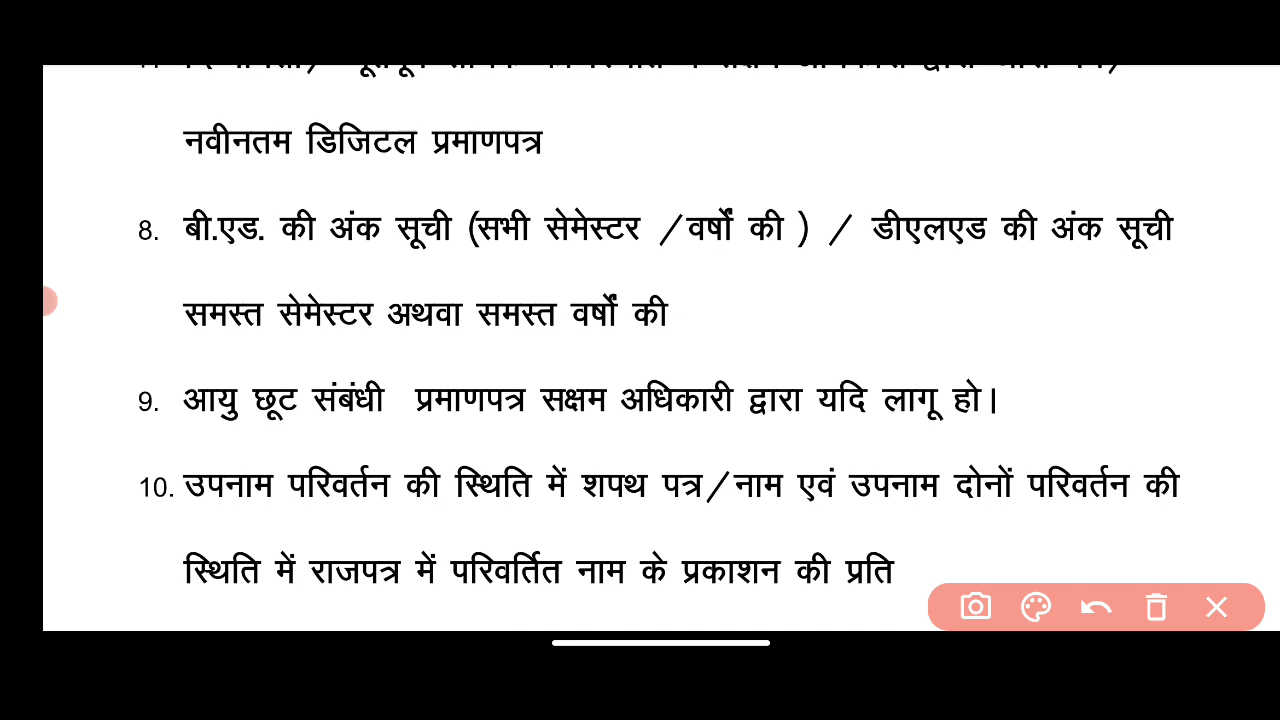 नवीनतम डिजिटल प्रमाणपत्र
8. बी.एड. की अंक सूची (सभी सेमेस्टर /वर्षों की ) / डीएलएड की अंक सूची
समस्त सेमेस्टर अथवा समस्त वर्षों की
9. आयु छूट संबंधी प्रमाणपत्र सक्षम अधिकारी द्वारा यदि लागू हो।
10. उपनाम परिवर्तन की स्थिति में शपथ पत्र/नाम एवं उपनाम दोनों परिवर्तन की
स्थिति में राजपत्र में परिवर्तित नाम के प्रकाशन की प्रति